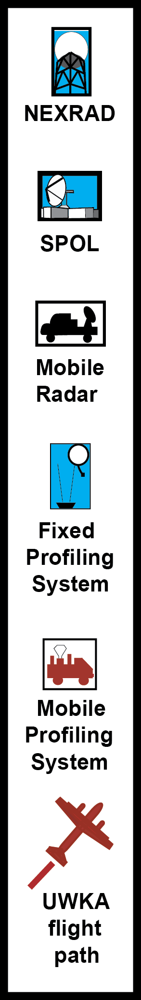 NEXRAD
SPOL
Mobile
Radar
Fixed
Profiling
System
Mobile
Profiling
System
UWKA
flight
path